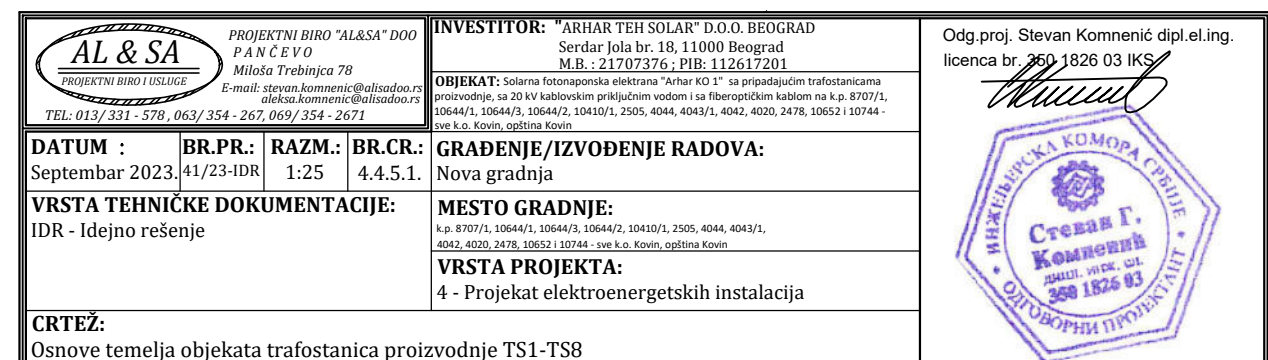 AL & SA
PROJEKTNI BIRO I USLUGE
PROJEKTNI BIRO "AL&SA" DOO
P A N Č E V O
Miloša Trebinjca 78
E-mail: stevan.komnenic@alisadoo.rs
aleksa.komnenic@alisadoo.rs
TEL: 013/ 331 - 578 , 063/ 354 - 267, 069/ 354 - 2671
INVESTITOR: "ARHAR TEH SOLAR" D.O.O. BEOGRAD
Serdar Jola br. 18, 11000 Beograd
M.B. : 21707376 ; PIB: 112617201
OBJEKAT: Solarna fotonaponska elektrana "Arhar KO 1" sa pripadajućim trafostanicama
proizvodnje, sa 20 kV kablovskim priključnim vodom i sa fiberoptičkim kablom na k.p. 8707/1,
10644/1, 10644/3, 10644/2, 10410/1, 2505, 4044, 4043/1, 4042, 4020, 2478, 10652 i 10744 -
sve k.o. Kovin, opština Kovin
DATUM :
Septembar 2023.
BR.PR.:
41/23-IDR
RAZM.:
1:25
BR.CR.:
4.4.5.1.
GRAĐENJE/IZVOĐENJE RADOVA:
Nova gradnja
VRSTA TEHNIČKE DOKUMENTACIJE:
IDR - Idejno rešenje
MESTO GRADNJE:
k.p. 8707/1, 10644/1, 10644/3, 10644/2, 10410/1, 2505, 4044, 4043/1,
4042, 4020, 2478, 10652 i 10744 - sve k.o. Kovin, opština Kovin
VRSTA PROJEKTA:
4 - Projekat elektroenergetskih instalacija
CRTEŽ:
Osnove temelja objekata trafostanica proizvodnje TS1-TS8
Odg.proj. Stevan Komnenić dipl.el.ing.
licenca br. 350 1826 03 IKS
ИНЖЕЊЕРСКА КОМОРА СРБИЈЕ
Стеван Г.
Комненић
дипл. инж. ел.
350 1826 03
ОДГОВОРНИ ПРОЈЕКТАНТ